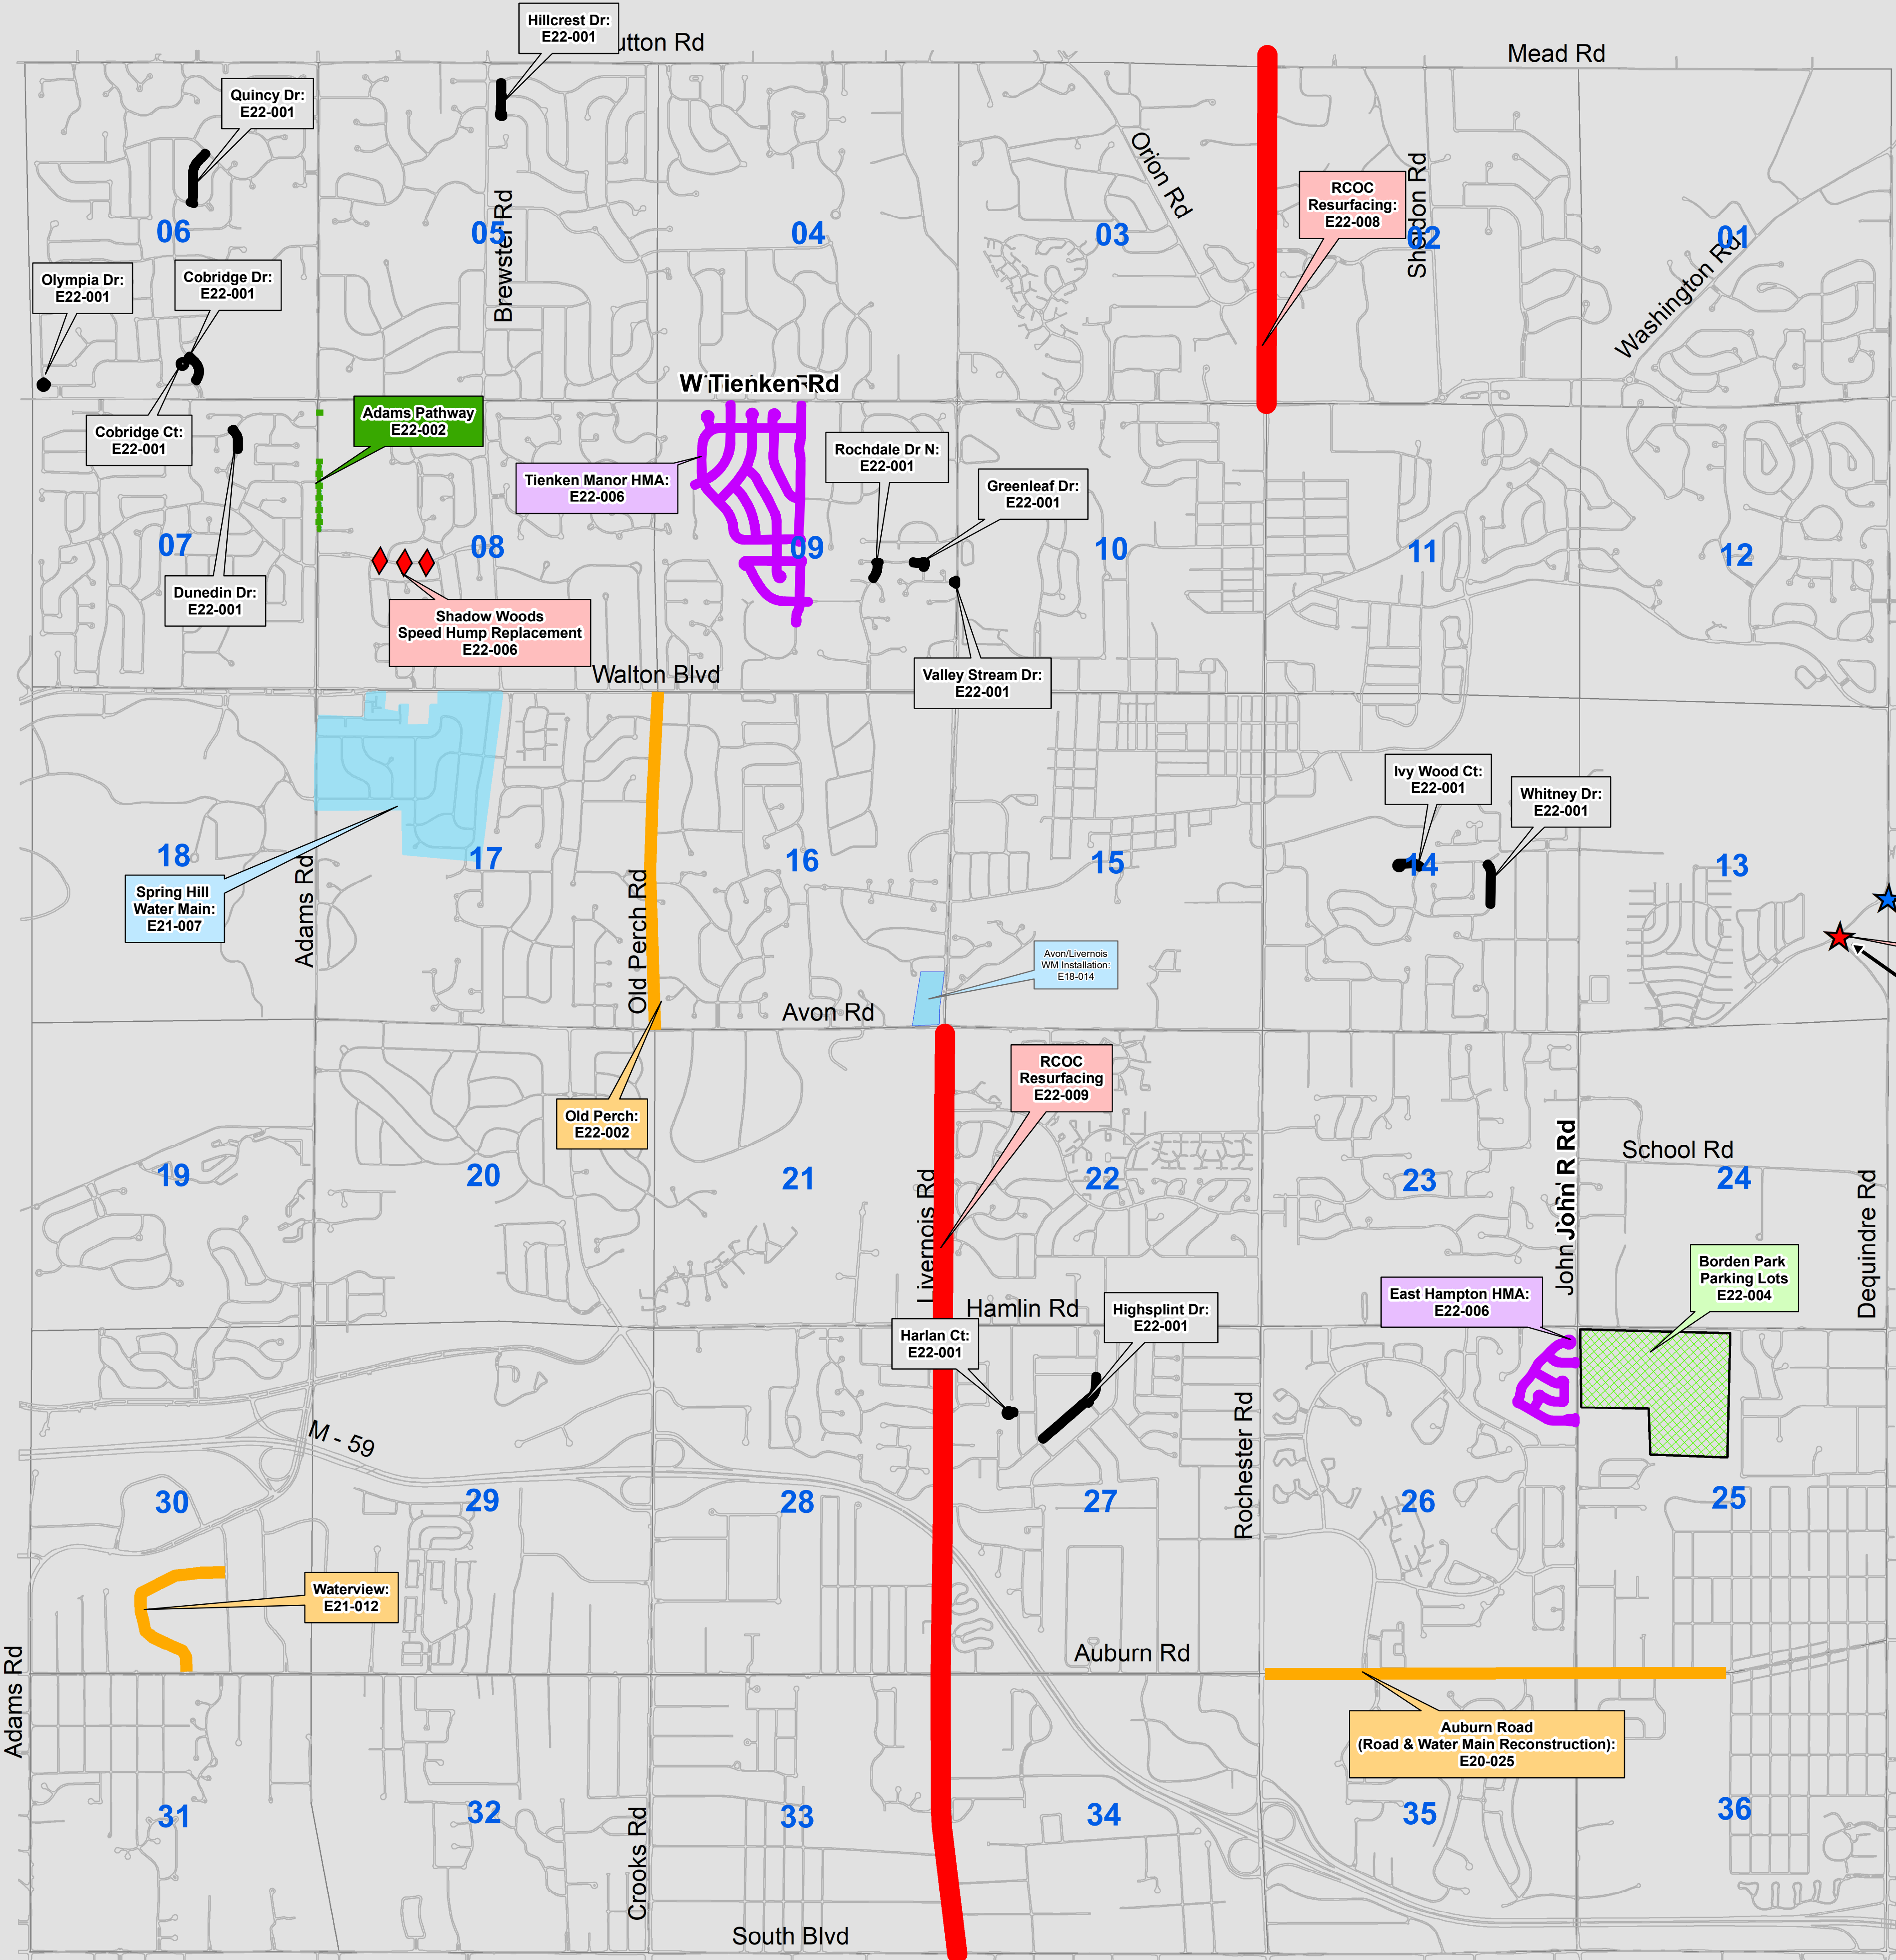 Hillcrest Dr:
E22-001
utton Rd
Mead Rd
Quincy Dr:
E22-001
Orion Rd
Sheldon Rd
RCOC
Resurfacing:
E22-008
Brewster Rd
06
05
04
03
02
01
Washington Rd
Olympia Dr:
E22-001
Cobridge Dr:
E22-001
W Tienken Rd
Cobridge Ct:
E22-001
Adams Pathway
E22-002
Tienken Manor HMA:
E22-006
Rochdale Dr N:
E22-001
Greenleaf Dr:
E22-001
07
08
09
10
11
12
Dunedin Dr:
E22-001
Shadow Woods
Speed Hump Replacement
E22-006
Walton Blvd
Valley Stream Dr:
E22-001
Ivy Wood Ct:
E22-001
Whitney Dr:
E22-001
18
17
16
15
14
13
Spring Hill
Water Main:
E21-007
Adams Rd
Old Perch Rd
Avon/Livernois
WM Installation:
E18-014
Avon Rd
RCOC
Resurfacing
E22-009
Old Perch:
E22-002
School Rd
19
20
21
22
23
24
Livernois Rd
John R Rd
Dequindre Rd
Borden Park
Parking Lots
E22-004
East Hampton HMA:
E22-006
Hamlin Rd
Highsplint Dr:
E22-001
Harlan Ct:
E22-001
M - 59
Rochester Rd
30
29
28
27
26
25
Waterview:
E21-012
Auburn Rd
Adams Rd
Auburn Road
(Road & Water Main Reconstruction):
E20-025
31
32
33
34
35
36
Crooks Rd
South Blvd